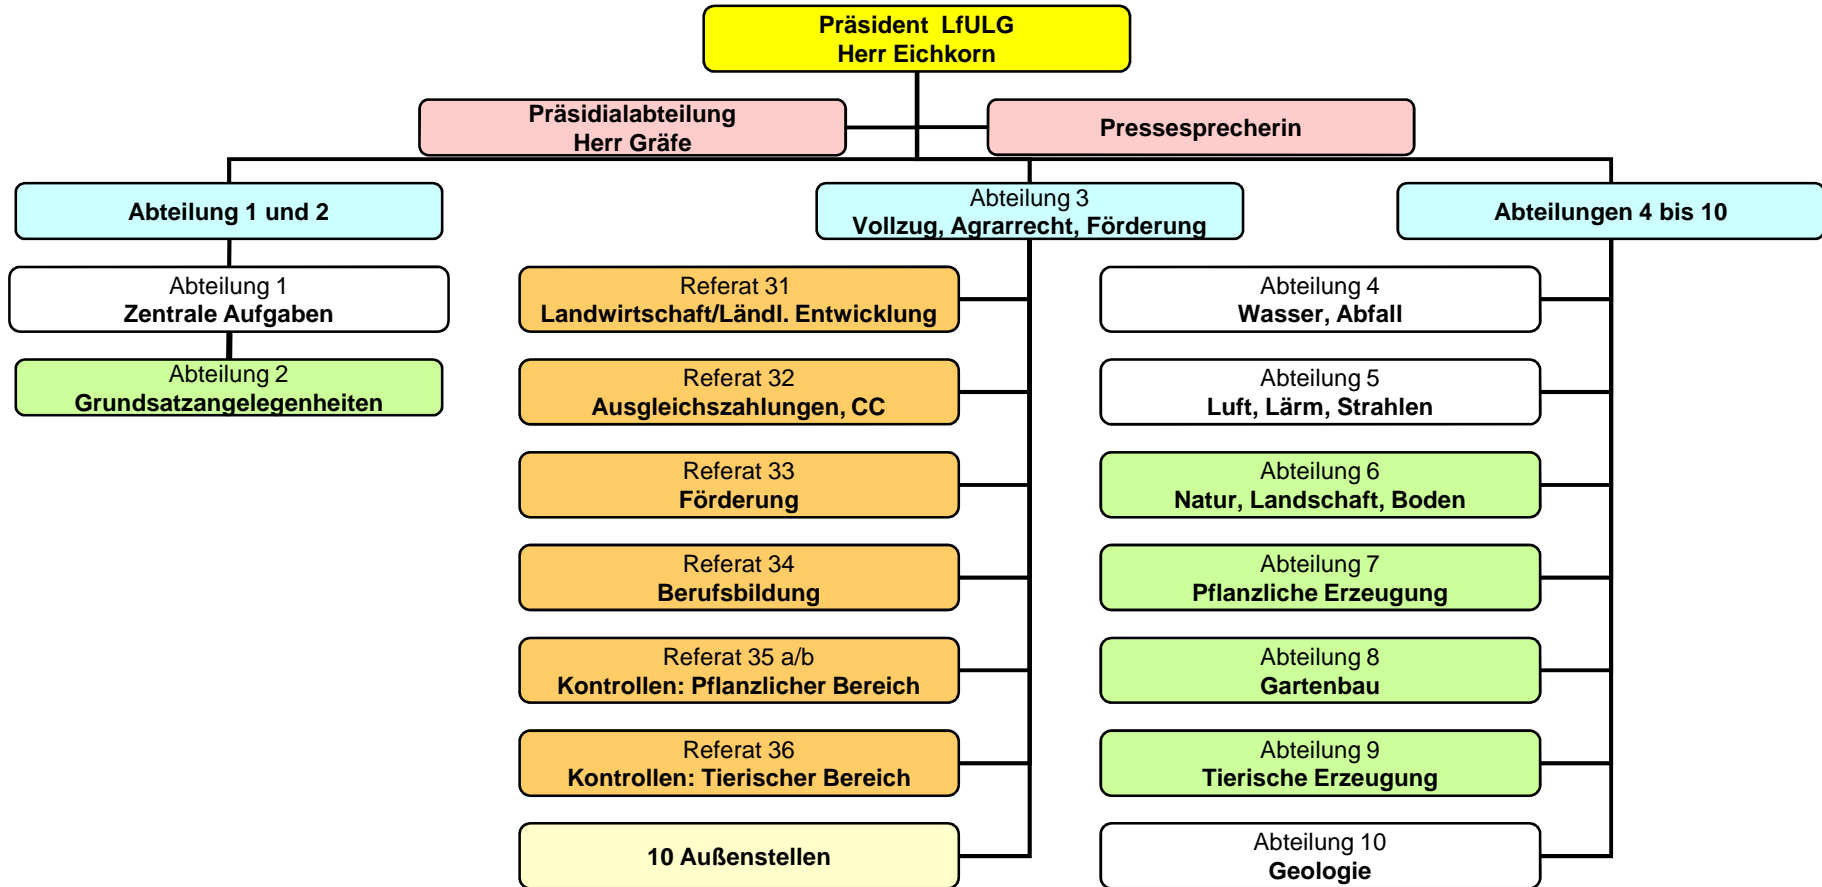 Präsident LfULG
Herr Eichkorn
Präsidialabteilung
Herr Gräfe
Pressesprecherin
Abteilung 1 und 2
Abteilung 1
Zentrale Aufgaben
Abteilung 2
Grundsatzangelegenheiten
Abteilung 3
Vollzug, Agrarrecht, Förderung
Referat 31
Landwirtschaft/Ländl. Entwicklung
Referat 32
Ausgleichszahlungen, CC
Referat 33
Förderung
Referat 34
Berufsbildung
Referat 35 a/b
Kontrollen: Pflanzlicher Bereich
Referat 36
Kontrollen: Tierischer Bereich
10 Außenstellen
Abteilungen 4 bis 10
Abteilung 4
Wasser, Abfall
Abteilung 5
Luft, Lärm, Strahlen
Abteilung 6
Natur, Landschaft, Boden
Abteilung 7
Pflanzliche Erzeugung
Abteilung 8
Gartenbau
Abteilung 9
Tierische Erzeugung
Abteilung 10
Geologie